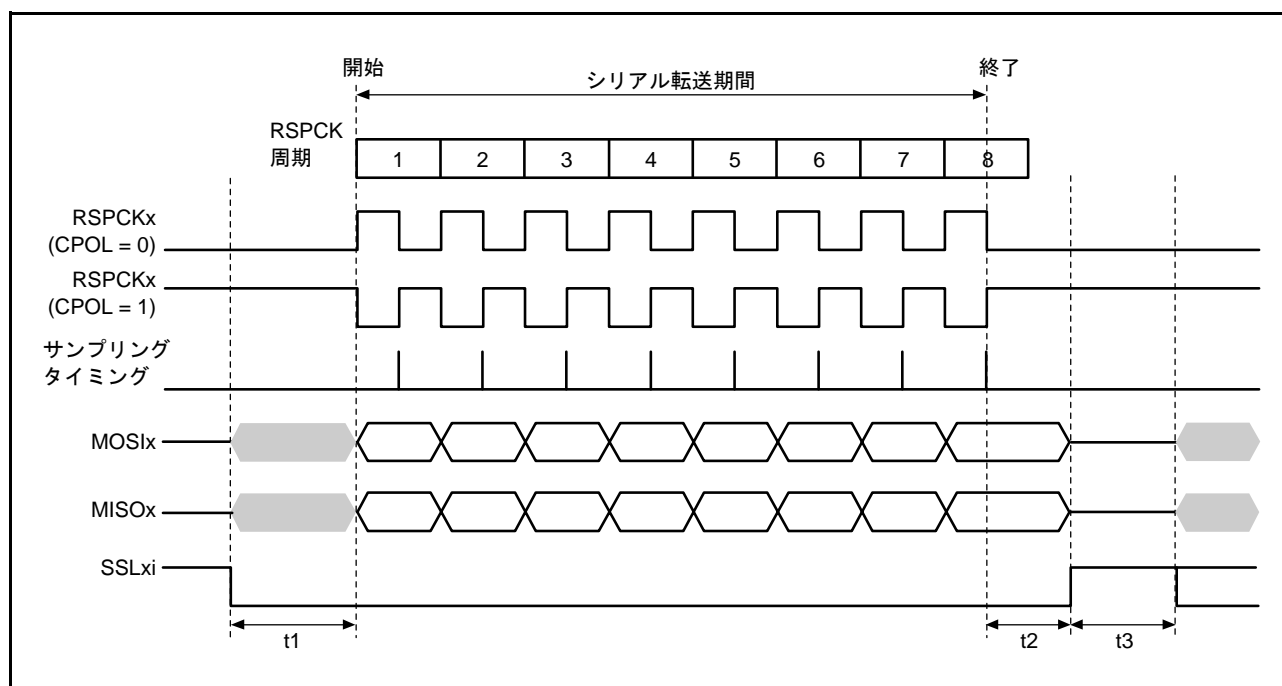 開始
終了
シリアル転送期間
RSPCK
周期
1 2 3 4 5 6 7 8
RSPCKx
(CPOL = 0)
RSPCKx
(CPOL = 1)
サンプリング
タイミング
MOSIx
MISOx
SSLxi
t1 t2 t3